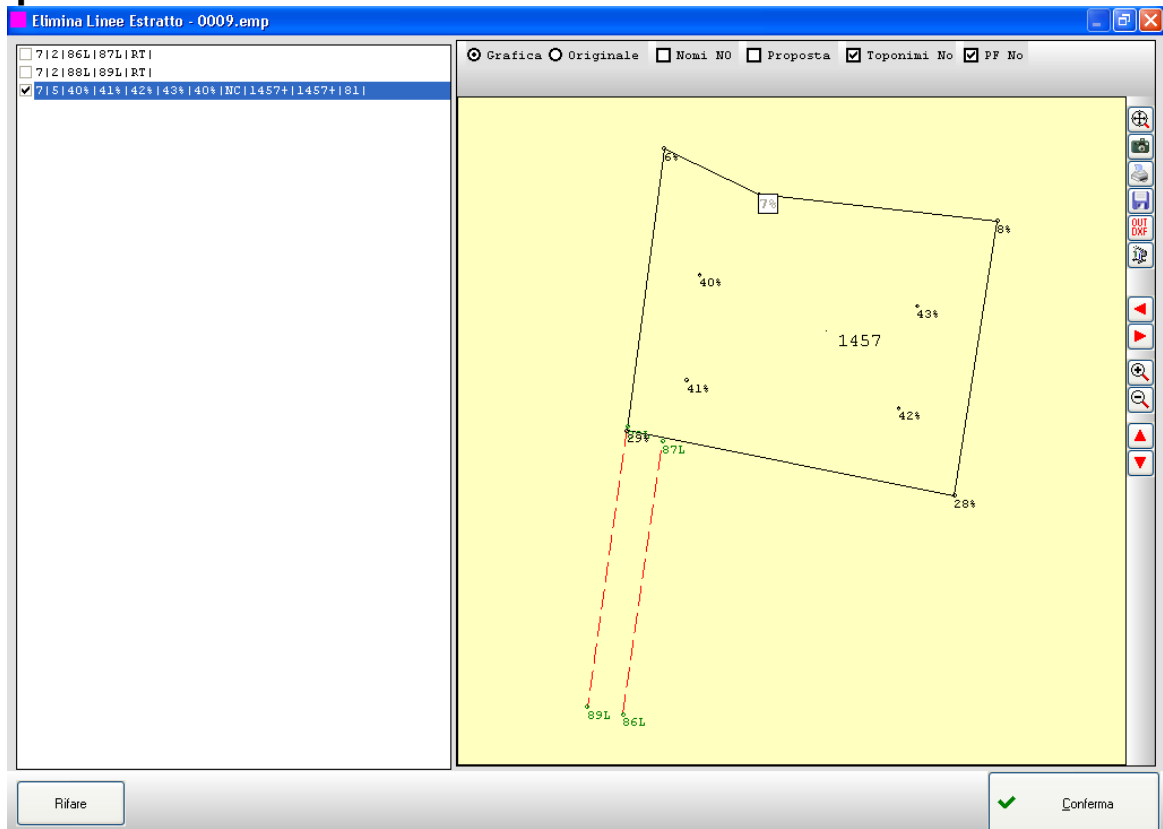 Elimina Linee Estratto - 0009.emp
7|2|86L|87L|RT|
7|2|88L|89L|RT|
7|5|40%|41%|42%|43%|40%|NC|1457+|1457+|81|
Grafica Originale Nomi NO Proposta Toponimi No PF No
6%
7%
8%
40%
43%
1457
41%
42%
29%
87L
28%
89L
86L
OUT
DXF
Rifare
Conferma